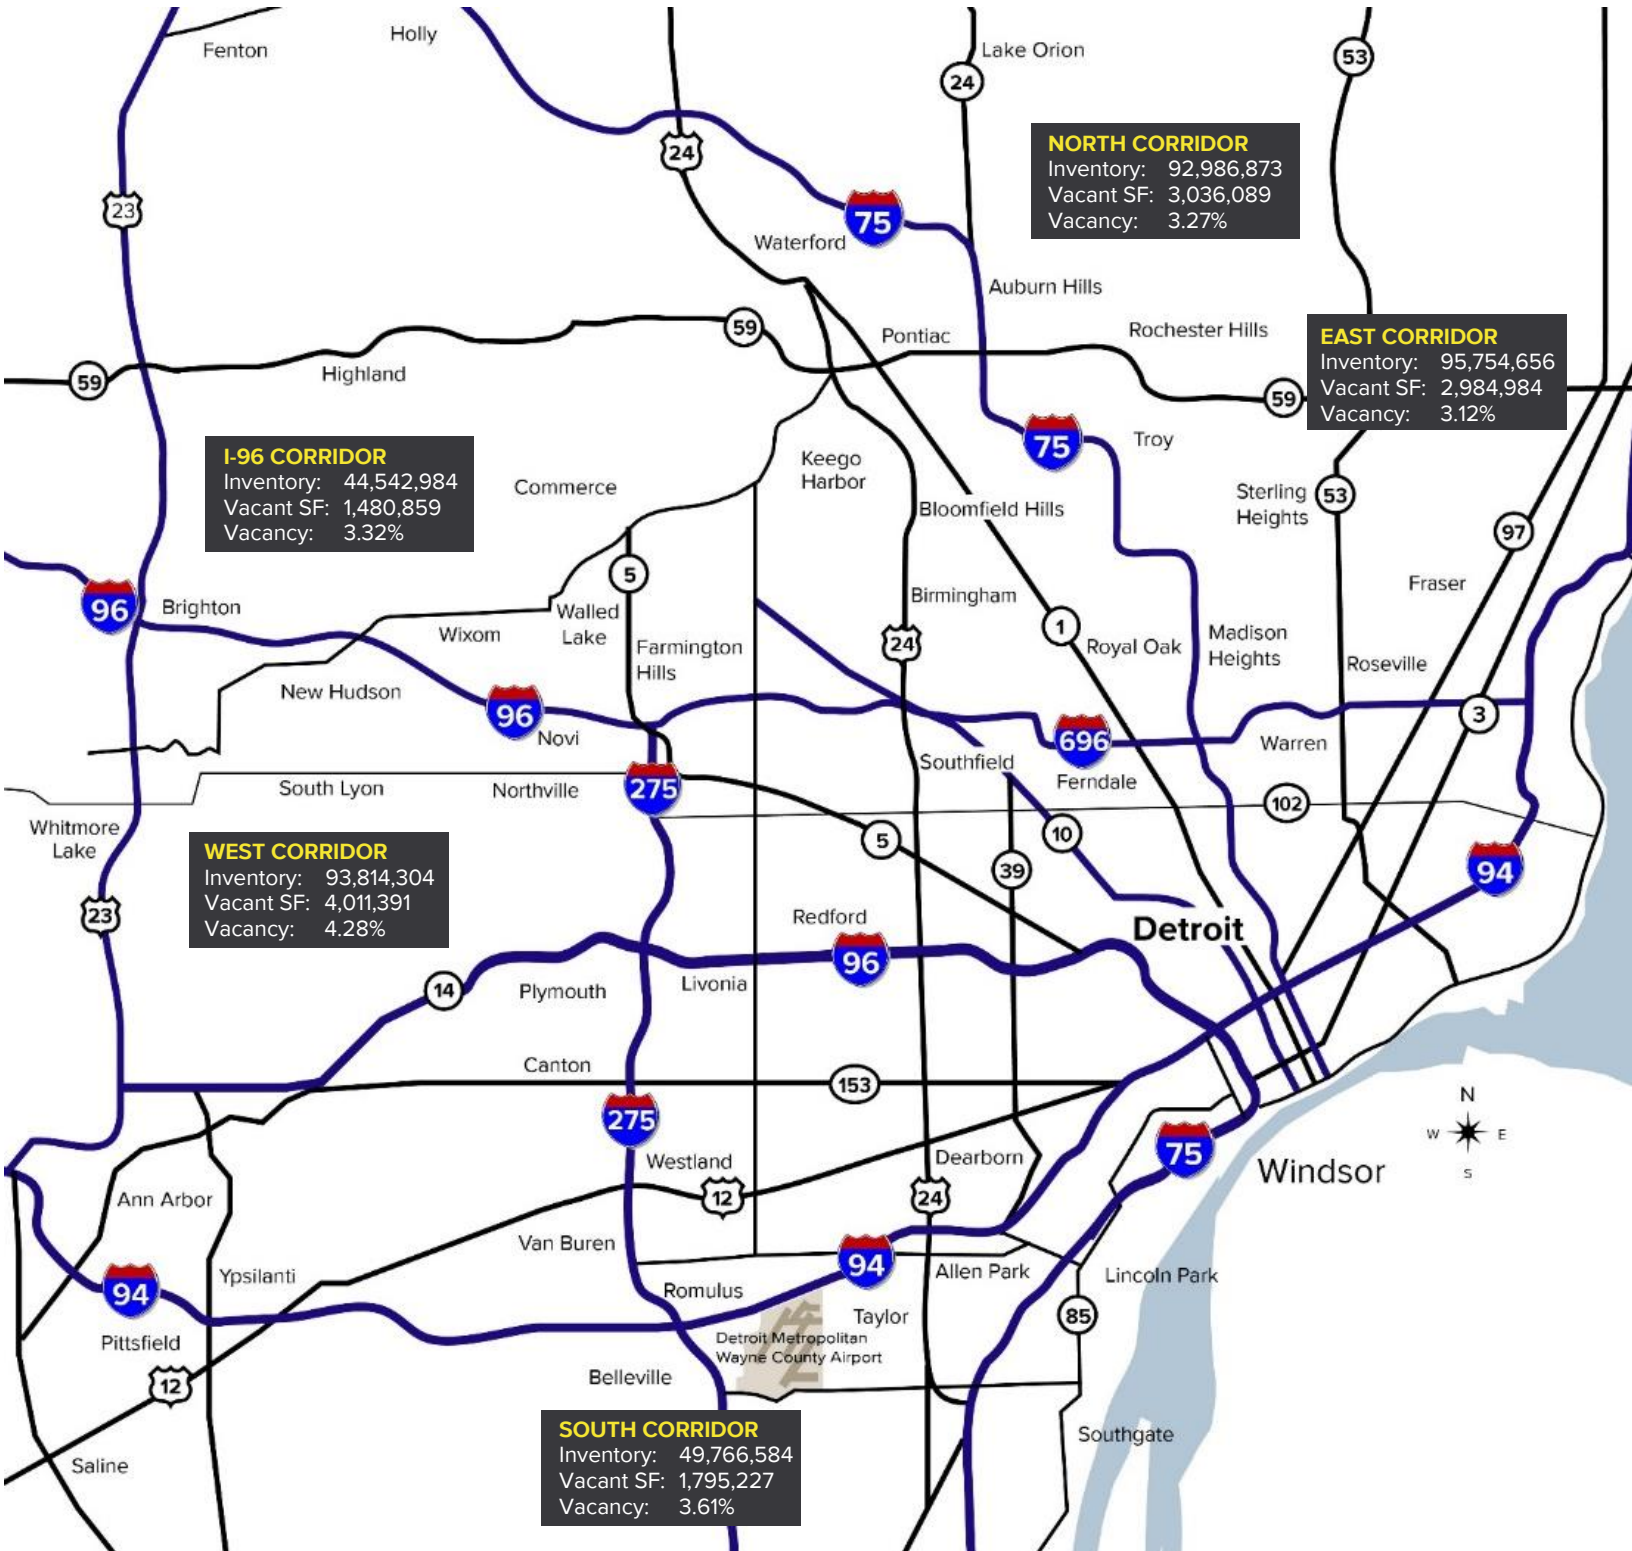 Holly
Fenton
Lake Orion
24
53
24
NORTH CORRIDOR
Inventory: 92,986,873
Vacant SF: 3,036,089
Vacancy: 3.27%
23
75
Waterford
Auburn Hills
59
Pontiac
Rochester Hills
EAST CORRIDOR
Inventory: 95,754,656
Vacant SF: 2,984,984
Vacancy: 3.12%
59
Highland
59
75
Troy
I-96 CORRIDOR
Inventory: 44,542,984
Vacant SF: 1,480,859
Vacancy: 3.32%
Commerce
Keego
Harbor
Bloomfield Hills
Sterling
Heights
53
97
5
Fraser
96
Brighton
Birmingham
Walled
Lake
Wixom
Farmington
Hills
24
1
Royal Oak
Madison
Heights
Roseville
New Hudson
96
Novi
696
3
Warren
Southfield
Ferndale
South Lyon
Northville
275
102
Whitmore
Lake
5
10
39
94
WEST CORRIDOR
Inventory: 93,814,304
Vacant SF: 4,011,391
Vacancy: 4.28%
23
Redford
Detroit
96
14
Plymouth
Livonia
Canton
153
275
75
N
W
E
S
Westland
Dearborn
Windsor
Ann Arbor
12
24
Van Buren
94
Allen Park
Lincoln Park
Ypsilanti
94
Romulus
Taylor
85
Pittsfield
Detroit Metropolitan
Wayne County Airport
12
Belleville
SOUTH CORRIDOR
Inventory: 49,766,584
Vacant SF: 1,795,227
Vacancy: 3.61%
Southgate
Saline